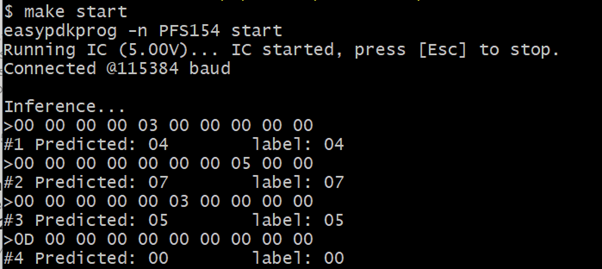 $ make start
easypdkprog -n PFS154 start
Running IC (5.00V)... IC started, press [Esc] to stop.
Connected @115384 baud
Inference...
>00 00 00 00 03 00 00 00 00 00
#1 Predicted: 04 label: 04
>00 00 00 00 00 00 00 05 00 00
#2 Predicted: 07 label: 07
>00 00 00 00 00 03 00 00 00 00
#3 Predicted: 05 label: 05
>0D 00 00 00 00 00 00 00 00 00
#4 Predicted: 00 label: 00